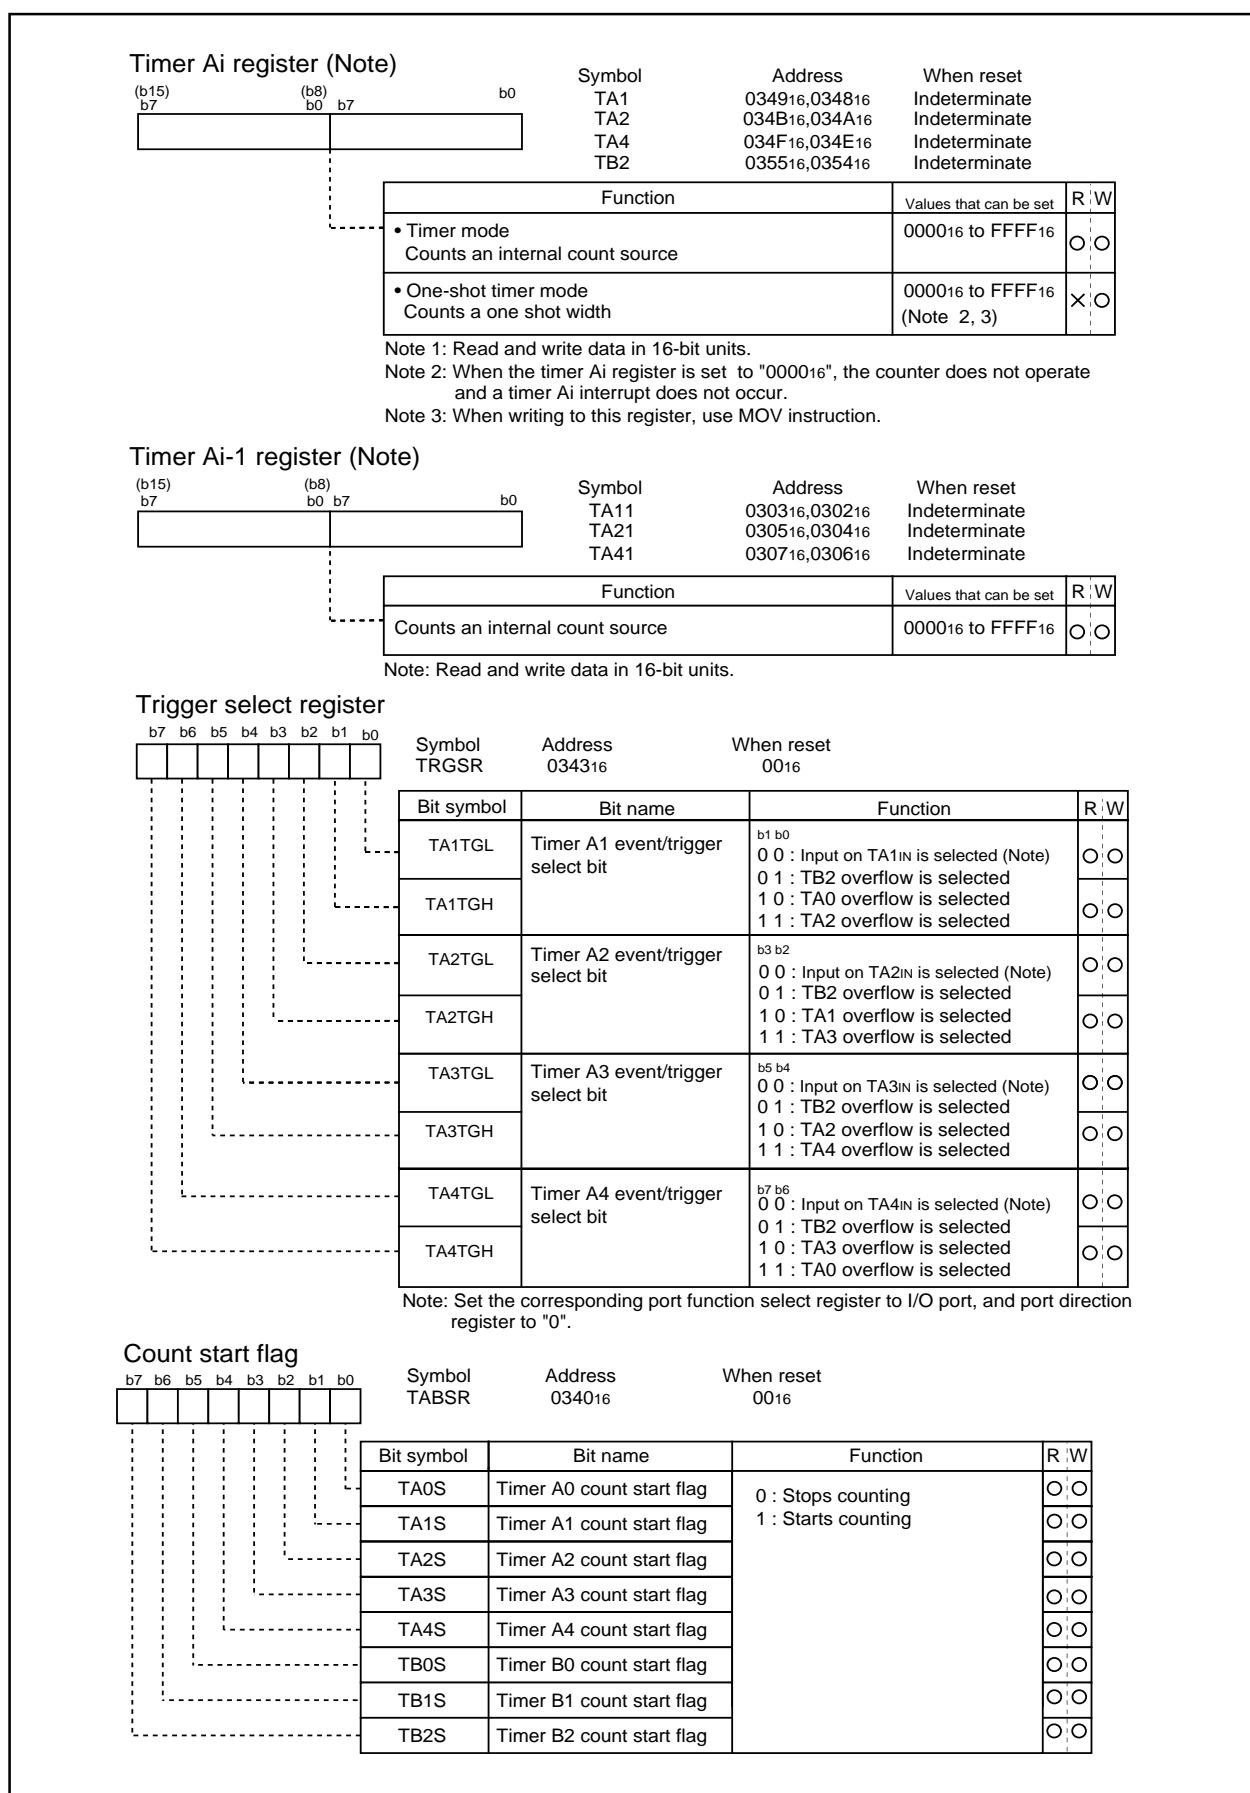 Timer Ai register (Note)
(b15) (b8)
b7 b0 b7 b0
Symbol Address When reset
TA1 034916,034816 Indeterminate
TA2 034B16,034A16 Indeterminate
TA4 034F16,034E16 Indeterminate
TB2 035516,035416 Indeterminate
Function Values that can be set R W
• Timer mode 000016 to FFFF16
Counts an internal count source
• One-shot timer mode 000016 to FFFF16
Counts a one shot width (Note 2, 3)
Note 1: Read and write data in 16-bit units.
Note 2: When the timer Ai register is set to "000016", the counter does not operate
and a timer Ai interrupt does not occur.
Note 3: When writing to this register, use MOV instruction.
Timer Ai-1 register (Note)
(b15) (b8)
b7 b0 b7 b0
Symbol Address When reset
TA11 030316,030216 Indeterminate
TA21 030516,030416 Indeterminate
TA41 030716,030616 Indeterminate
Function Values that can be set R W
Counts an internal count source 000016 to FFFF16
Note: Read and write data in 16-bit units.
Trigger select register
b7 b6 b5 b4 b3 b2 b1 b0
Symbol Address When reset
TRGSR 034316 0016
Bit symbol Bit name Function R W
TA1TGL Timer A1 event/trigger
select bit
TA1TGH
b1 b0
0 0 : Input on TA1IN is selected (Note)
0 1 : TB2 overflow is selected
1 0 : TA0 overflow is selected
1 1 : TA2 overflow is selected
TA2TGL Timer A2 event/trigger
select bit
TA2TGH
b3 b2
0 0 : Input on TA2IN is selected (Note)
0 1 : TB2 overflow is selected
1 0 : TA1 overflow is selected
1 1 : TA3 overflow is selected
TA3TGL Timer A3 event/trigger
select bit
TA3TGH
b5 b4
0 0 : Input on TA3IN is selected (Note)
0 1 : TB2 overflow is selected
1 0 : TA2 overflow is selected
1 1 : TA4 overflow is selected
TA4TGL Timer A4 event/trigger
select bit
TA4TGH
b7 b6
0 0 : Input on TA4IN is selected (Note)
0 1 : TB2 overflow is selected
1 0 : TA3 overflow is selected
1 1 : TA0 overflow is selected
Note: Set the corresponding port function select register to I/O port, and port direction
register to "0".
Count start flag
b7 b6 b5 b4 b3 b2 b1 b0
Symbol Address When reset
TABSR 034016 0016
Bit symbol Bit name Function R W
TA0S Timer A0 count start flag 0 : Stops counting
TA1S Timer A1 count start flag 1 : Starts counting
TA2S Timer A2 count start flag
TA3S Timer A3 count start flag
TA4S Timer A4 count start flag
TB0S Timer B0 count start flag
TB1S Timer B1 count start flag
TB2S Timer B2 count start flag